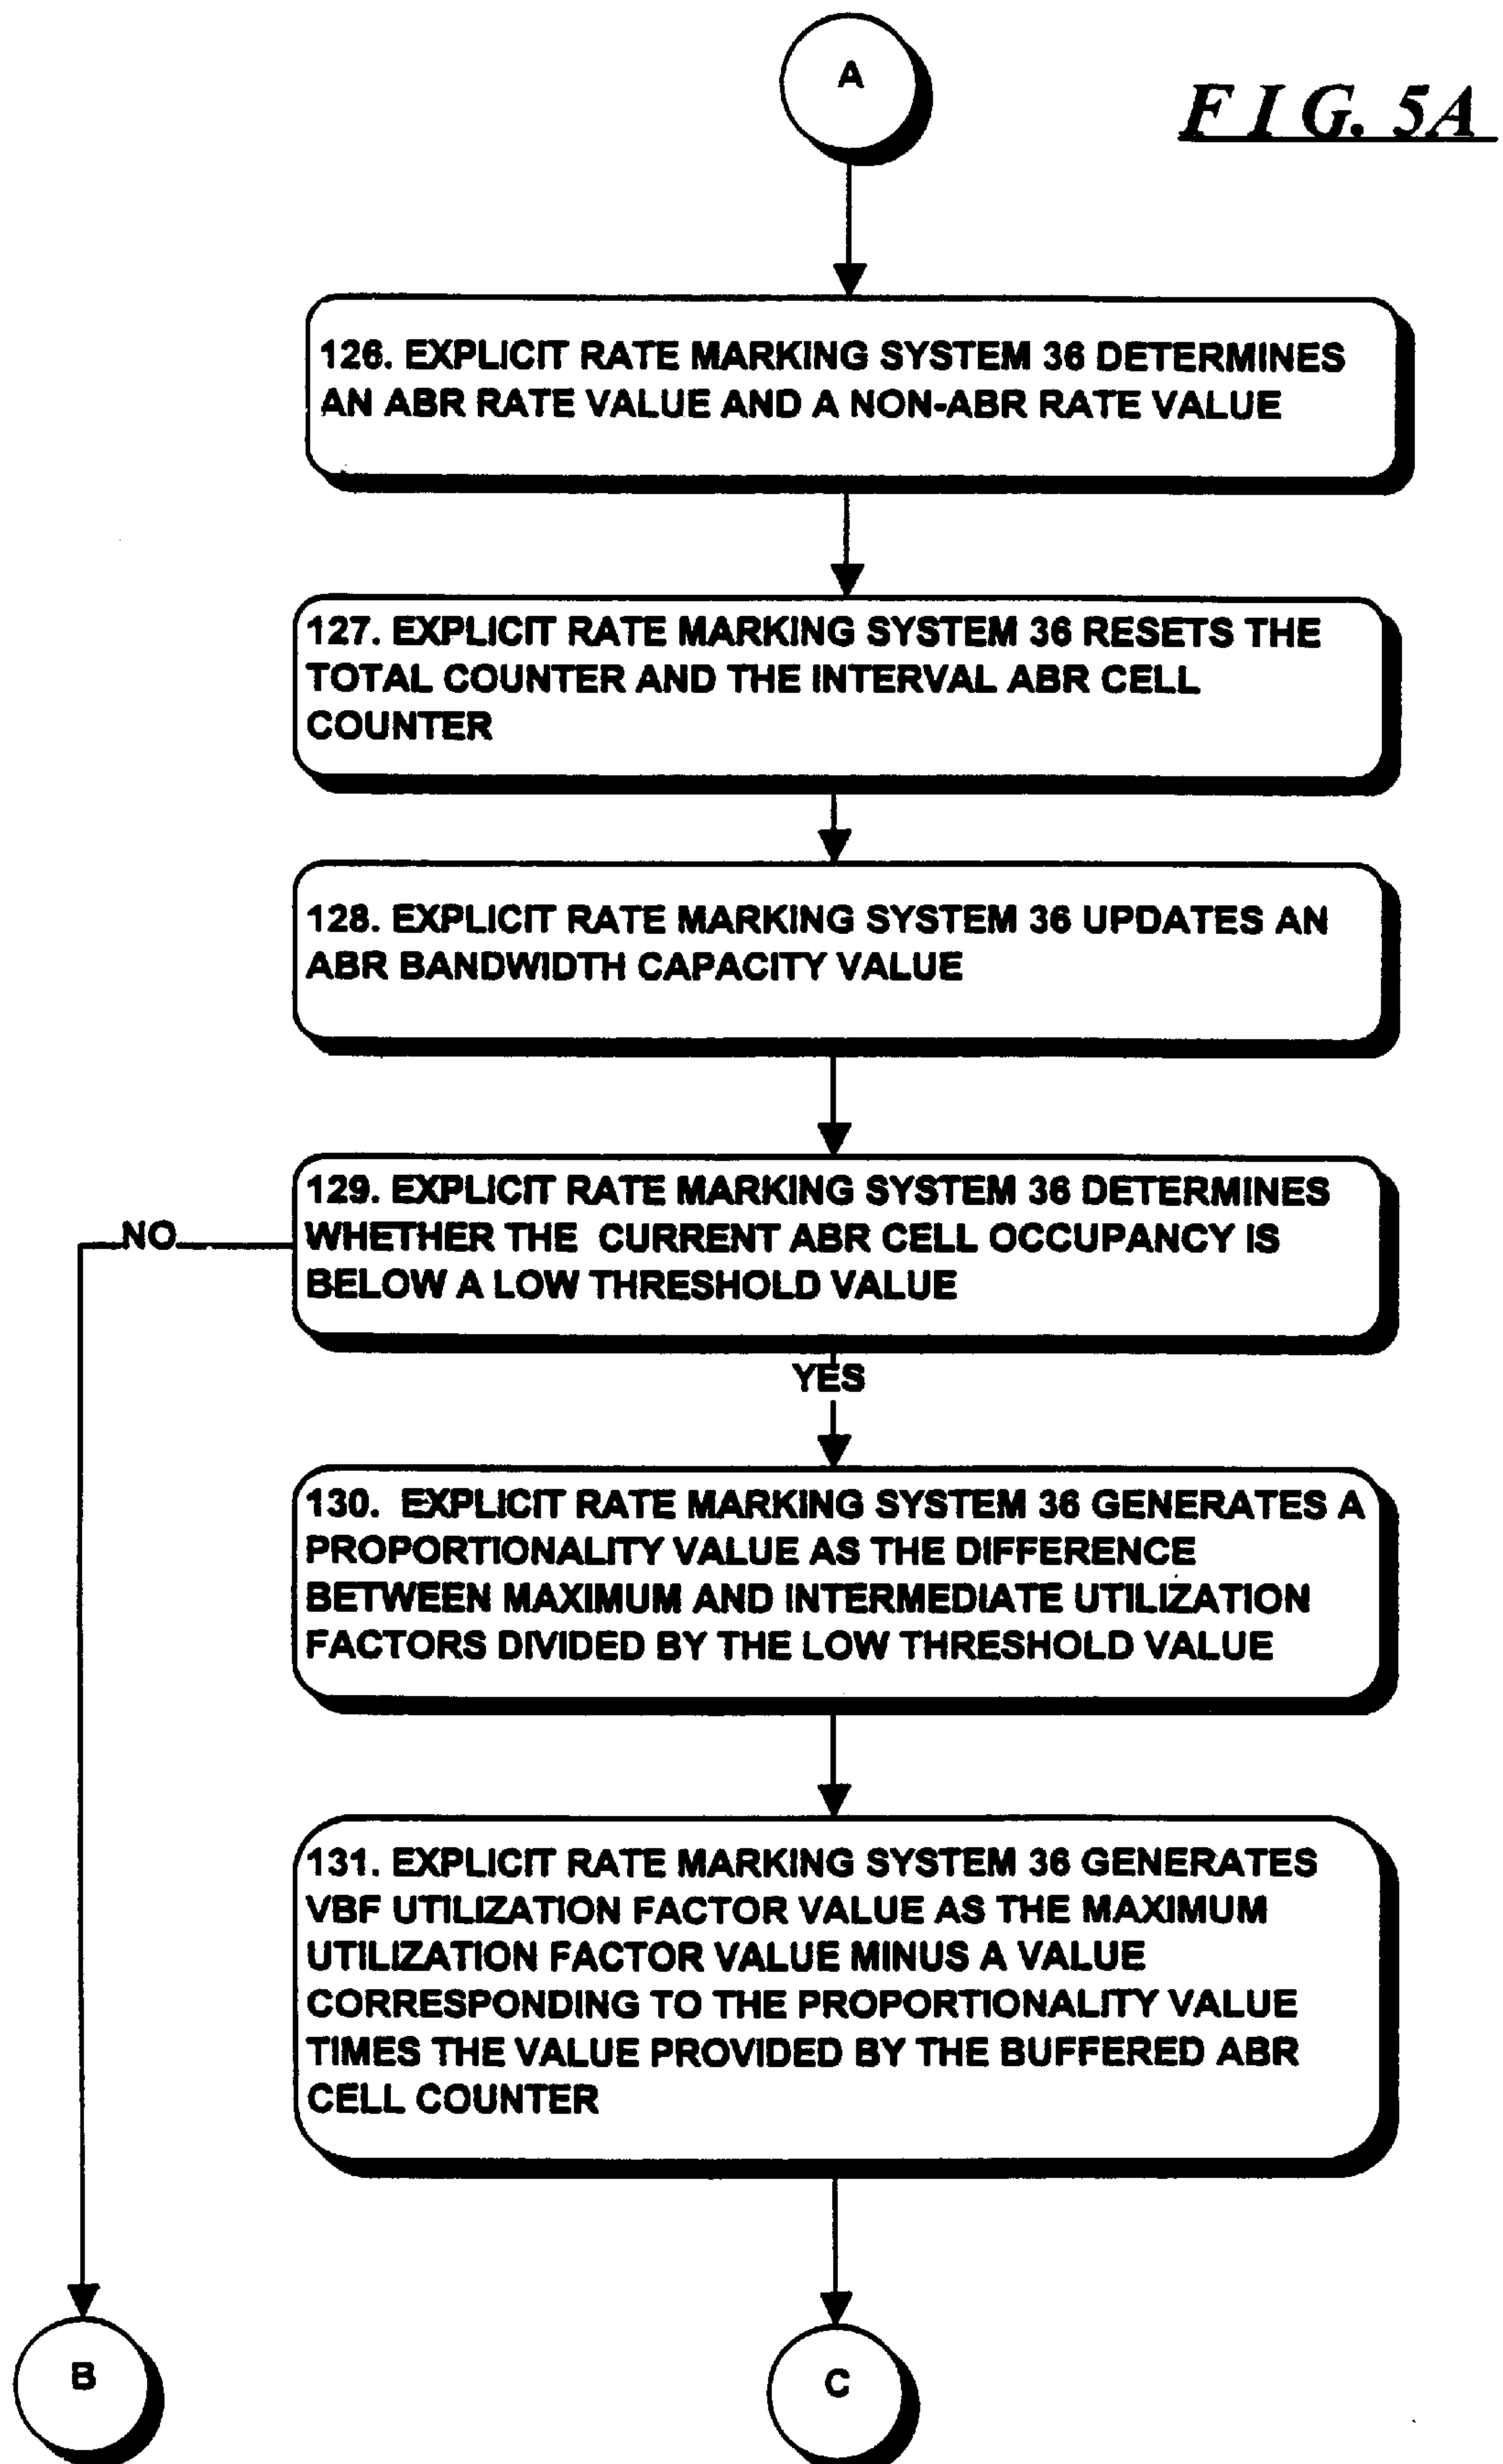 A
FIG. 5A
126. EXPLICIT RATE MARKING SYSTEM 36 DETERMINES
AN ABR RATE VALUE AND A NON-ABR RATE VALUE
127. EXPLICIT RATE MARKING SYSTEM 36 RESETS THE
TOTAL COUNTER AND THE INTERVAL ABR CELL
COUNTER
128. EXPLICIT RATE MARKING SYSTEM 36 UPDATES AN
ABR BANDWIDTH CAPACITY VALUE
129. EXPLICIT RATE MARKING SYSTEM 36 DETERMINES
WHETHER THE CURRENT ABR CELL OCCUPANCY IS
BELOW A LOW THRESHOLD VALUE
NO
YES
130. EXPLICIT RATE MARKING SYSTEM 36 GENERATES A
PROPORTIONALITY VALUE AS THE DIFFERENCE
BETWEEN MAXIMUM AND INTERMEDIATE UTILIZATION
FACTORS DIVIDED BY THE LOW THRESHOLD VALUE
131. EXPLICIT RATE MARKING SYSTEM 36 GENERATES
VBF UTILIZATION FACTOR VALUE AS THE MAXIMUM
UTILIZATION FACTOR VALUE MINUS A VALUE
CORRESPONDING TO THE PROPORTIONALITY VALUE
TIMES THE VALUE PROVIDED BY THE BUFFERED ABR
CELL COUNTER
B
C